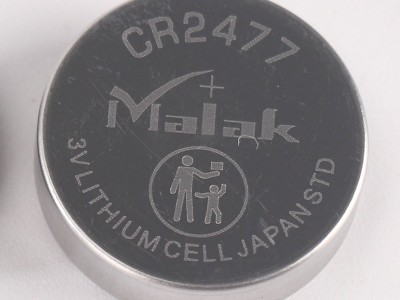 CR2477
+
Malak
3V LITHIUM CELL JAPAN STD